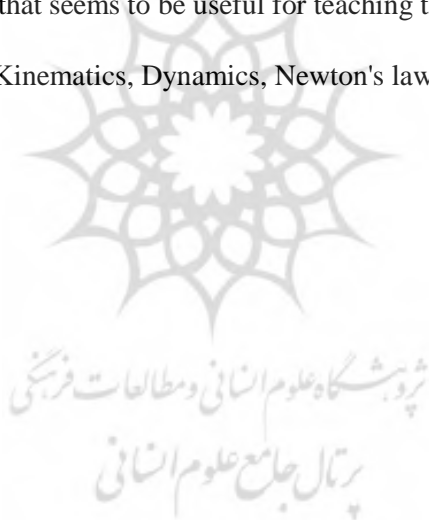 that seems to be useful for teaching t
Kinematics, Dynamics, Newton's law
پژوهشگاه علوم انسانی و مطالعات فرهنگی
پرتال جامع علوم انسانی